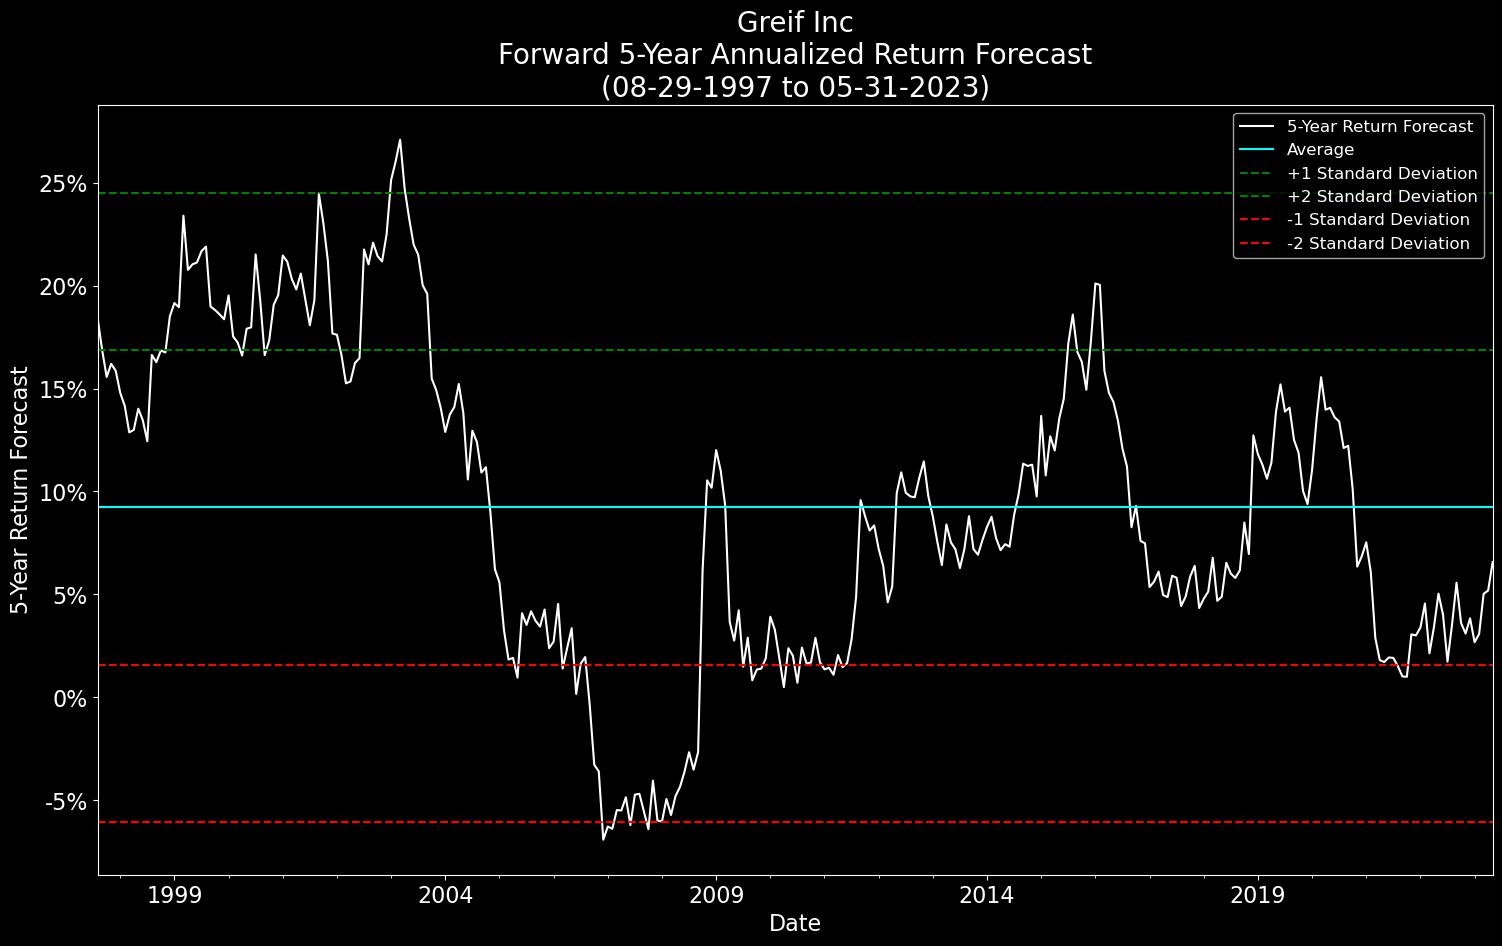 Greif Inc
Forward 5-Year Annualized Return Forecast
(08-29-1997 to 05-31-2023)
5-Year Return Forecast
Average
+1 Standard Deviation
+2 Standard Deviation
-1 Standard Deviation
-2 Standard Deviation
5-Year Return Forecast
25%
20%
15%
10%
5%
0%
-5%
1999
2004
2009
2014
2019
Date